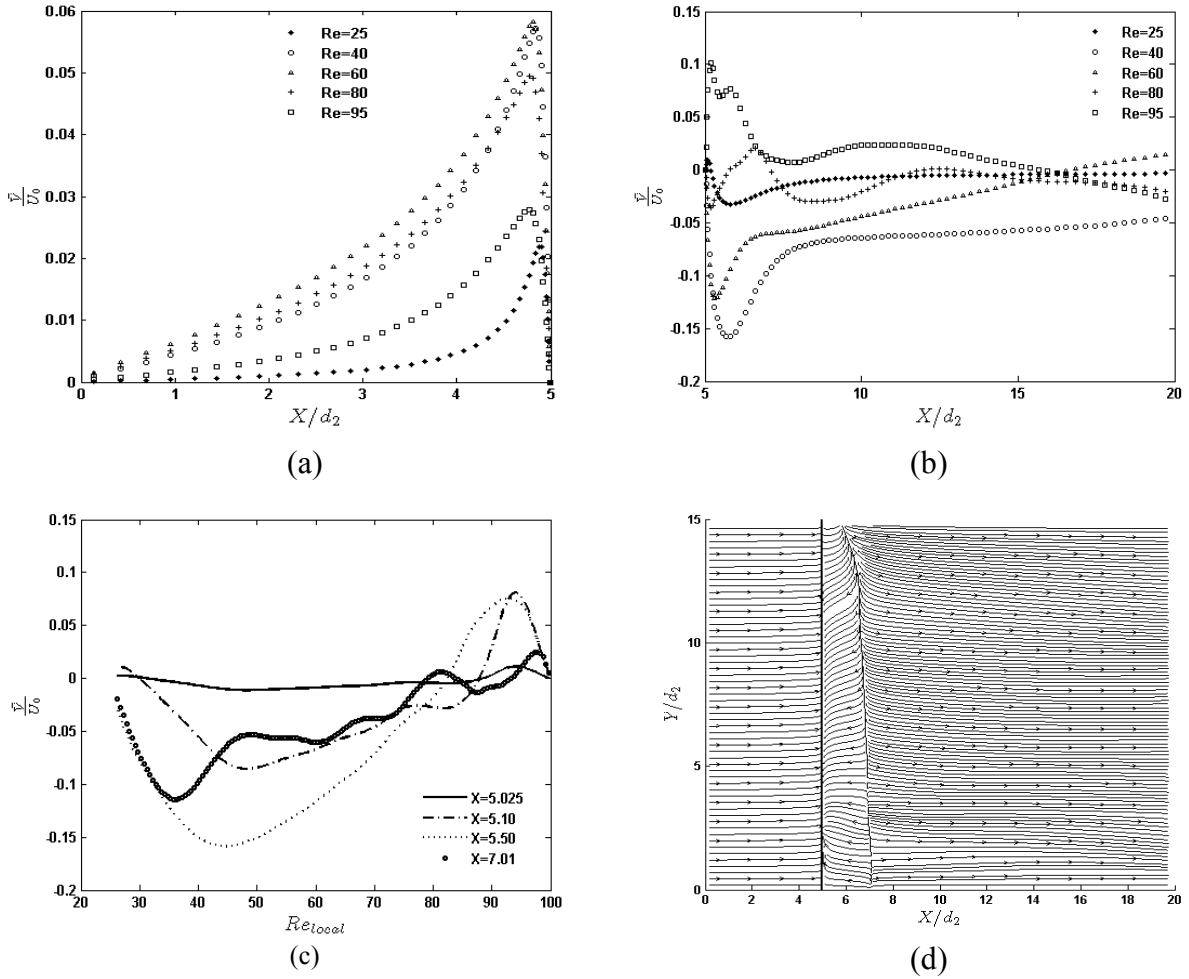 0.06
0.05
0.04
0.03
0.02
0.01
0
0 1 2 3 4 5
Re=25
Re=40
Re=60
Re=80
Re=95
v̄/U₀
X/d₂
(a)
0.15
0.1
0.05
0
-0.05
-0.1
-0.15
-0.2
5 10 15 20
Re=25
Re=40
Re=60
Re=80
Re=95
v̄/U₀
X/d₂
(b)
0.15
0.1
0.05
0
-0.05
-0.1
-0.15
-0.2
20 30 40 50 60 70 80 90 100
X=5.025
X=5.10
X=5.50
X=7.01
v̄/U₀
Re_local
(c)
15
10
5
0
0 2 4 6 8 10 12 14 16 18 20
Y/d₂
X/d₂
(d)